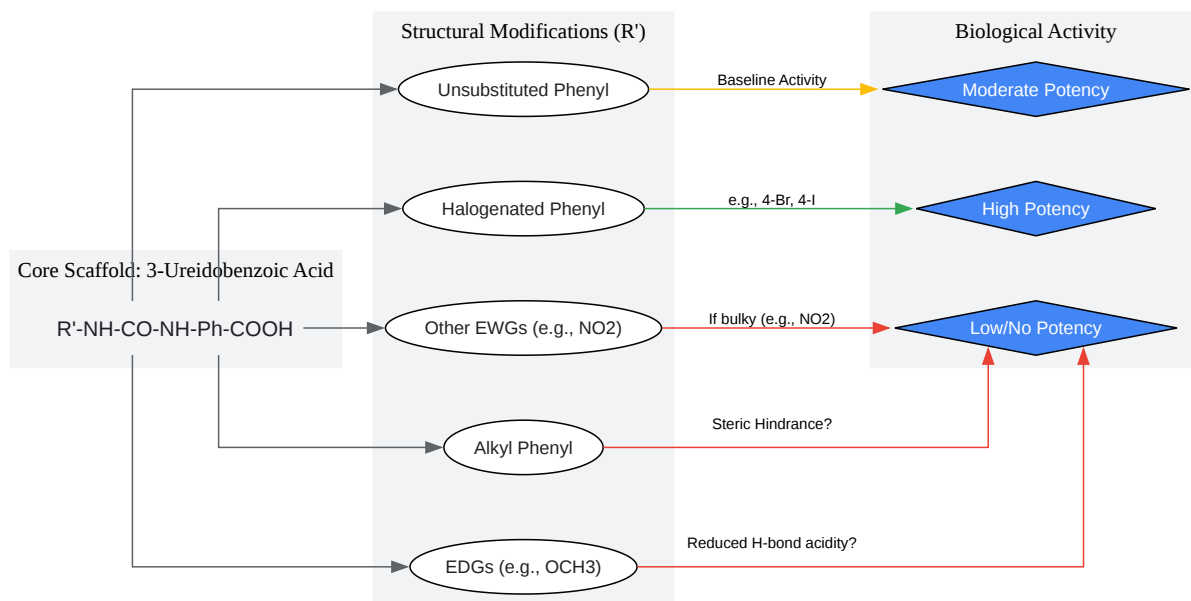 Structural Modifications (R')
Biological Activity
Unsubstituted Phenyl
Baseline Activity
Moderate Potency
Halogenated Phenyl
e.g., 4-Br, 4-I
High Potency
Core Scaffold: 3-Ureidobenzoic Acid
R'-NH-CO-NH-Ph-COOH
Other EWGs (e.g., NO2)
If bulky (e.g., NO2)
Low/No Potency
Alkyl Phenyl
Steric Hindrance?
EDGs (e.g., OCH3)
Reduced H-bond acidity?